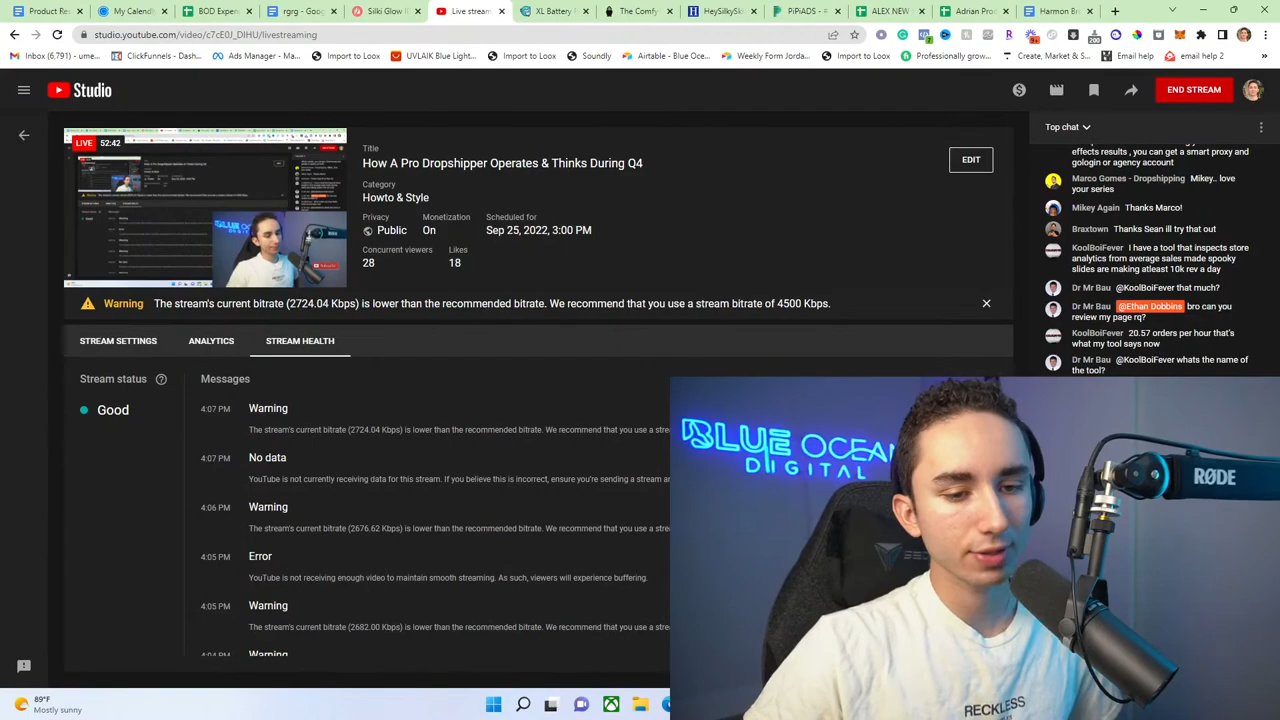 My Calend
BOD Expen
rgrg - Goog
Siiki Glow
Live stream
XL Battery
The Comfy
HeySilkySk
PiPiADS - #
ALEX NEW
Adrian Pro
Harmon Br
studio.youtube.com/video/c7cE0J_DIHU/livestreaming
Inbox (6,791) - ume...
ClickFunnels - Dash...
Ads Manager - Ma...
Import to Loox
UVLAIK Blue Light...
Import to Loox
Soundly
Airtable - Blue Oce...
Weekly Form Jorda...
Import to Loox
Professionally grow...
Create, Market & S...
Email help
email help 2
Studio
END STREAM
LIVE 52:42
Title
How A Pro Dropshipper Operates & Thinks During Q4
EDIT
Category
Howto & Style
Privacy Monetization Scheduled for
Public On Sep 25, 2022, 3:00 PM
Concurrent viewers Likes
28 18
Warning The stream's current bitrate (2724.04 Kbps) is lower than the recommended bitrate. We recommend that you use a stream bitrate of 4500 Kbps.
STREAM SETTINGS ANALYTICS STREAM HEALTH
Stream status
Good
Messages
4:07 PM Warning
The stream's current bitrate (2724.04 Kbps) is lower than the recommended bitrate. We recommend that you use a strea
4:07 PM No data
YouTube is not currently receiving data for this stream. If you believe this is incorrect, ensure you're sending a stream an
4:06 PM Warning
The stream's current bitrate (2676.62 Kbps) is lower than the recommended bitrate. We recommend that you use a strea
4:05 PM Error
YouTube is not receiving enough video to maintain smooth streaming. As such, viewers will experience buffering.
4:05 PM Warning
The stream's current bitrate (2682.00 Kbps) is lower than the recommended bitrate. We recommend that you use a strea
4:04 PM Warning
Top chat
effects results , you can get a smart proxy and
gologin or agency account
Marco Gomes - Dropshipping Mikey.. love
your series
Mikey Again Thanks Marco!
Braxtown Thanks Sean ill try that out
KoolBoiFever I have a tool that inspects store
analytics from average sales made spooky
slides are making atleast 10k rev a day
Dr Mr Bau @KoolBoiFever that much?
Dr Mr Bau @Ethan Dobbins bro can you
review my page rq?
KoolBoiFever 20.57 orders per hour that's
what my tool says now
Dr Mr Bau @KoolBoiFever whats the name of
the tool?
BLUE OCEAN
DIGITAL
RØDE
RECKLESS
89°F
Mostly sunny